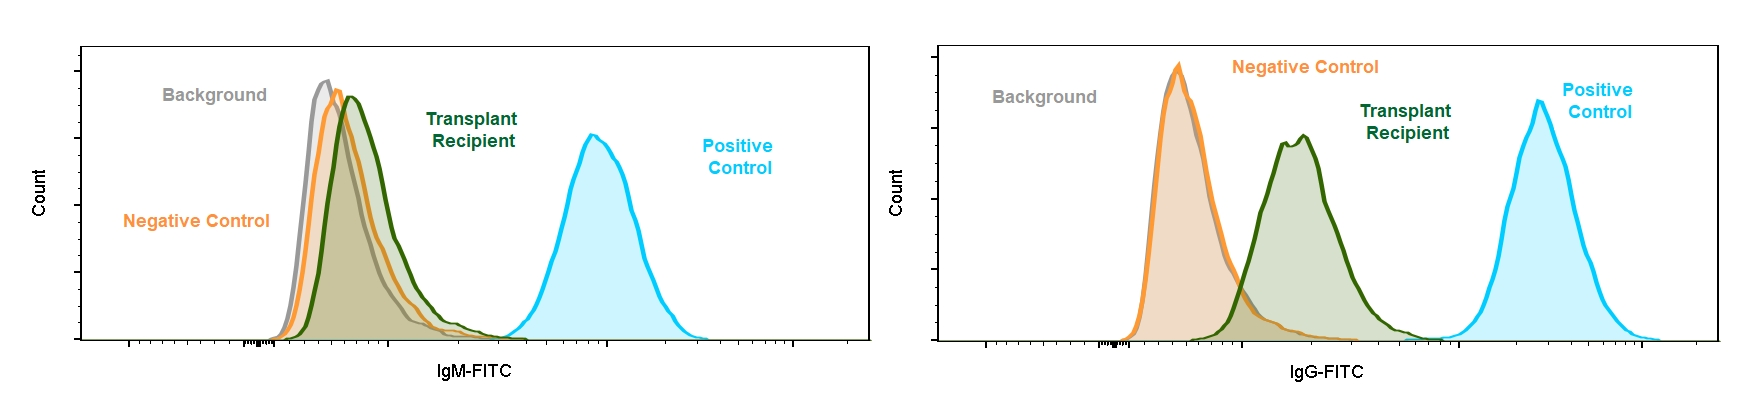 Background
Negative Control
Transplant
Recipient
Positive
Control
Count
IgM-FITC
Background
Negative Control
Transplant
Recipient
Positive
Control
Count
IgG-FITC